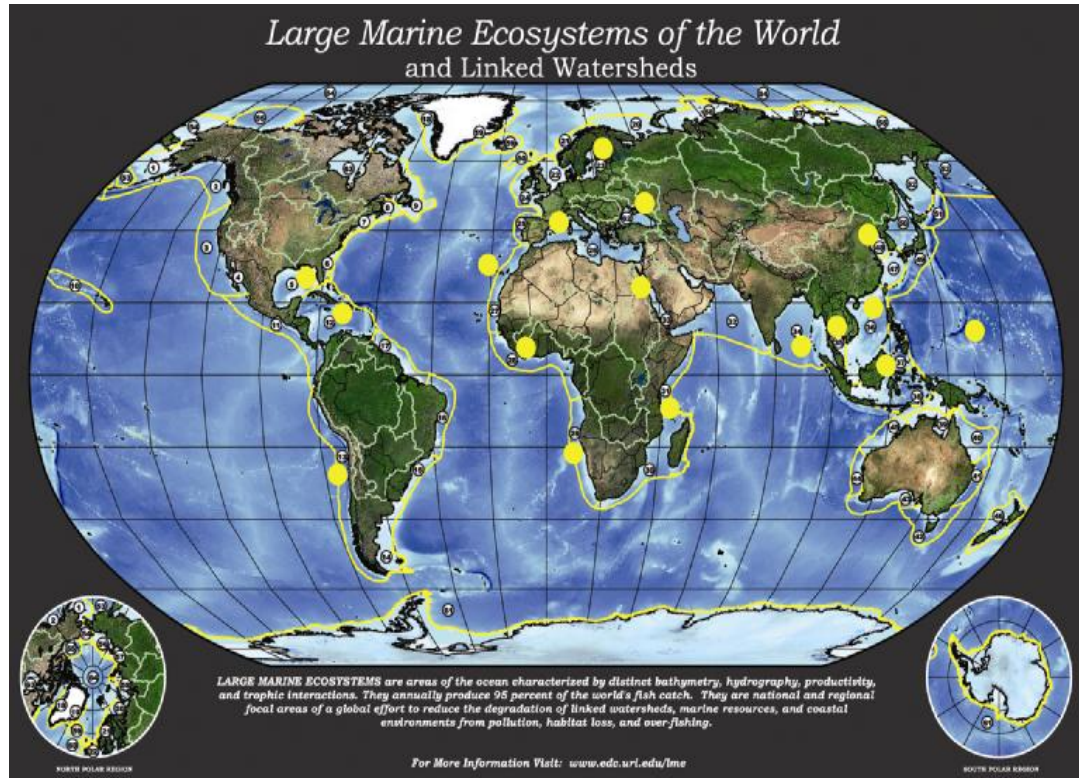 Large Marine Ecosystems of the World
and Linked Watersheds
LARGE MARINE ECOSYSTEMS are areas of the ocean characterized by distinct bathymetry, hydrography, productivity,
and trophic interactions. They annually produce 95 percent of the world's fish catch. They are national and regional
focal areas of a global effort to reduce the degradation of linked watersheds, marine resources, and coastal
environments from pollution, habitat loss, and over-fishing.
For More Information Visit: www.edc.uri.edu/lme
NORTH POLAR REGION
SOUTH POLAR REGION